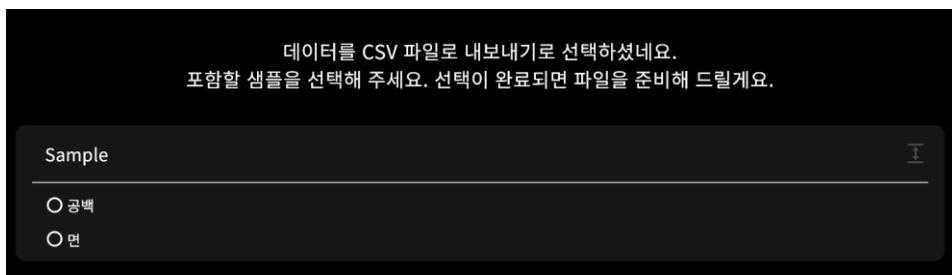 데이터를 CSV 파일로 내보내기로 선택하셨네요.
포함할 샘플을 선택해 주세요. 선택이 완료되면 파일을 준비해 드릴게요.
Sample
공백
면